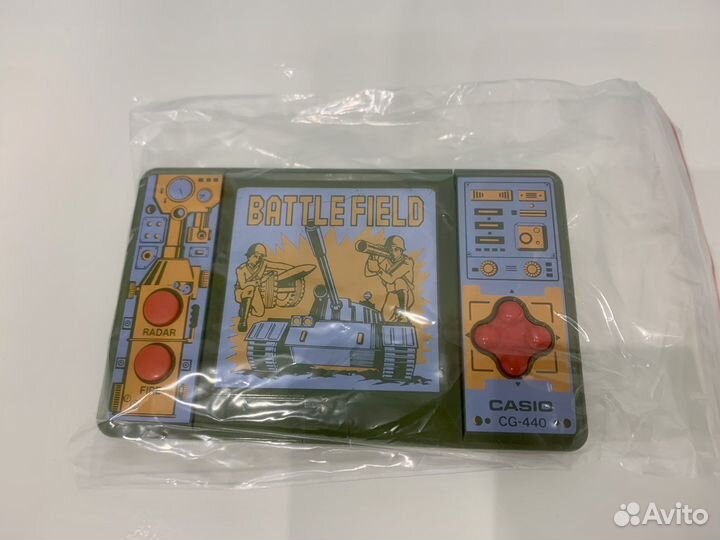 BATTLE FIELD
RADAR
FIRE
CASIO
CG-440
Avito